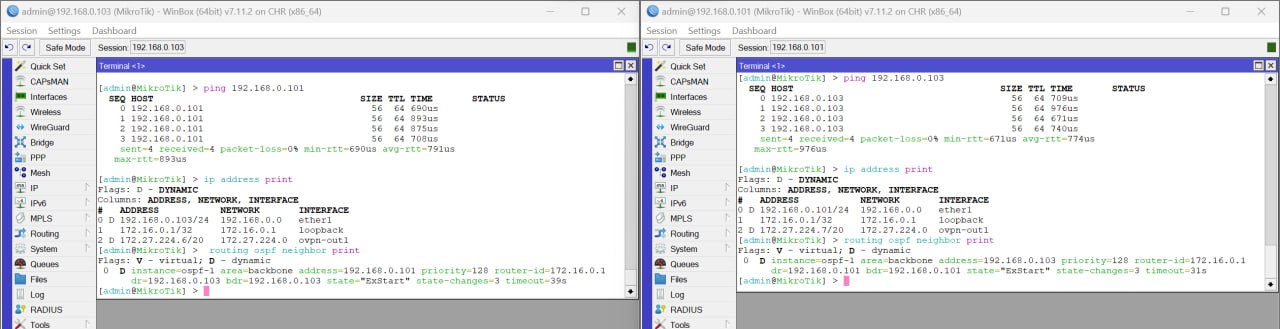 admin@192.168.0.103 (MikroTik) - WinBox (64bit) v7.11.2 on CHR (x86_64)
Session Settings Dashboard
Safe Mode Session: 192.168.0.103
Quick Set
CAPsMAN
Interfaces
Wireless
WireGuard
Bridge
PPP
Mesh
IP
IPv6
MPLS
Routing
System
Queues
Files
Log
RADIUS
Tools
Terminal <1>
[admin@MikroTik] > ping 192.168.0.101
SEQ HOST SIZE TTL TIME STATUS
0 192.168.0.101 56 64 690us
1 192.168.0.101 56 64 893us
2 192.168.0.101 56 64 875us
3 192.168.0.101 56 64 708us
sent=4 received=4 packet-loss=0% min-rtt=690us avg-rtt=791us
max-rtt=893us
[admin@MikroTik] > ip address print
Flags: D - DYNAMIC
Columns: ADDRESS, NETWORK, INTERFACE
# ADDRESS NETWORK INTERFACE
0 D 192.168.0.103/24 192.168.0.0 ether1
1 172.16.0.1/32 172.16.0.1 loopback
2 D 172.27.224.6/20 172.27.224.0 ovpn-out1
[admin@MikroTik] > routing ospf neighbor print
Flags: V - virtual; D - dynamic
0 D instance=ospf-1 area=backbone address=192.168.0.101 priority=128 router-id=172.16.0.1
dr=192.168.0.103 bdr=192.168.0.103 state="ExStart" state-changes=3 timeout=39s
[admin@MikroTik] >
admin@192.168.0.101 (MikroTik) - WinBox (64bit) v7.11.2 on CHR (x86_64)
Session Settings Dashboard
Safe Mode Session: 192.168.0.101
Quick Set
CAPsMAN
Interfaces
Wireless
WireGuard
Bridge
PPP
Mesh
IP
IPv6
MPLS
Routing
System
Queues
Files
Log
RADIUS
Tools
Terminal <1>
[admin@MikroTik] > ping 192.168.0.103
SEQ HOST SIZE TTL TIME STATUS
0 192.168.0.103 56 64 709us
1 192.168.0.103 56 64 976us
2 192.168.0.103 56 64 671us
3 192.168.0.103 56 64 740us
sent=4 received=4 packet-loss=0% min-rtt=671us avg-rtt=774us
max-rtt=976us
[admin@MikroTik] > ip address print
Flags: D - DYNAMIC
Columns: ADDRESS, NETWORK, INTERFACE
# ADDRESS NETWORK INTERFACE
0 D 192.168.0.101/24 192.168.0.0 ether1
1 172.16.0.1/32 172.16.0.1 loopback
2 D 172.27.224.7/20 172.27.224.0 ovpn-out1
[admin@MikroTik] > routing ospf neighbor print
Flags: V - virtual; D - dynamic
0 D instance=ospf-1 area=backbone address=192.168.0.103 priority=128 router-id=172.16.0.1
dr=192.168.0.101 bdr=192.168.0.101 state="ExStart" state-changes=3 timeout=31s
[admin@MikroTik] >